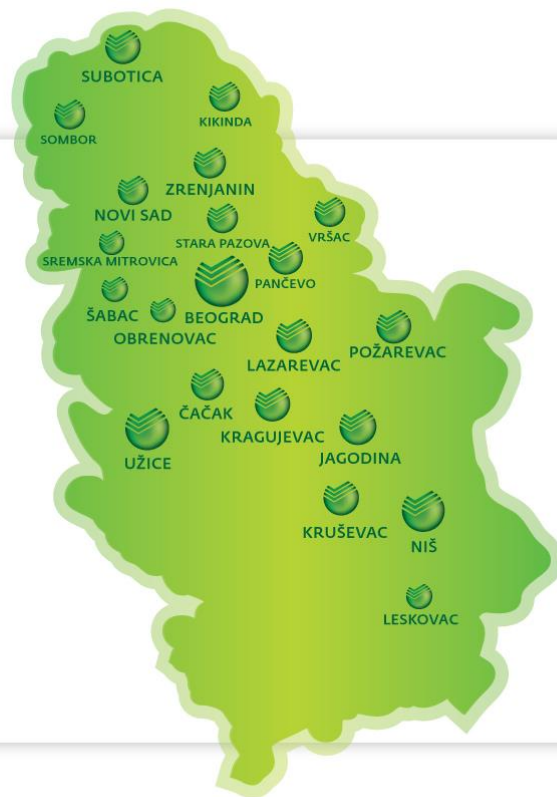 SUBOTICA
KIKINDA
SOMBOR
ZRENJANIN
NOVI SAD
VRŠAC
STARA PAZOVA
SREMSKA MITROVICA
PANČEVO
ŠABAC
BEOGRAD
OBRENOVAC
POŽAREVAC
LAZAREVAC
ČAČAK
KRAGUJEVAC
JAGODINA
UŽICE
KRUŠEVAC
NIŠ
LESKOVAC